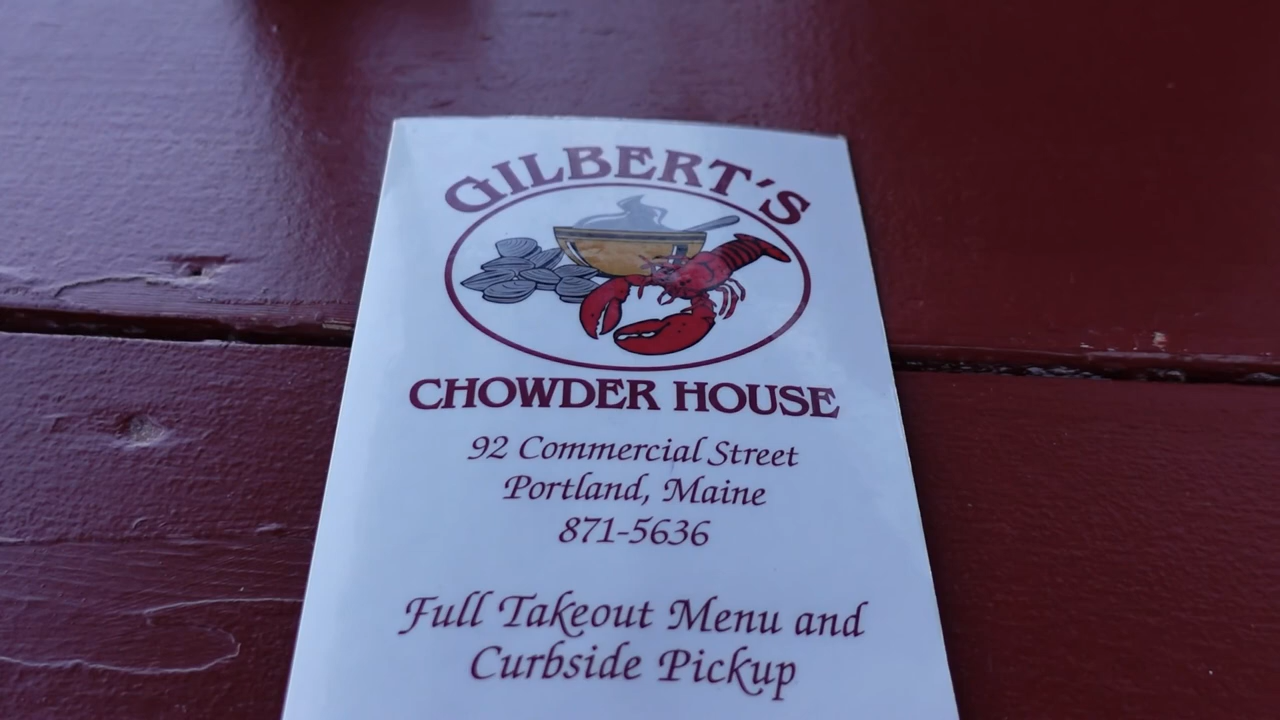 GILBERT'S
CHOWDER HOUSE
92 Commercial Street
Portland, Maine
871-5636
Full Takeout Menu and
Curbside Pickup